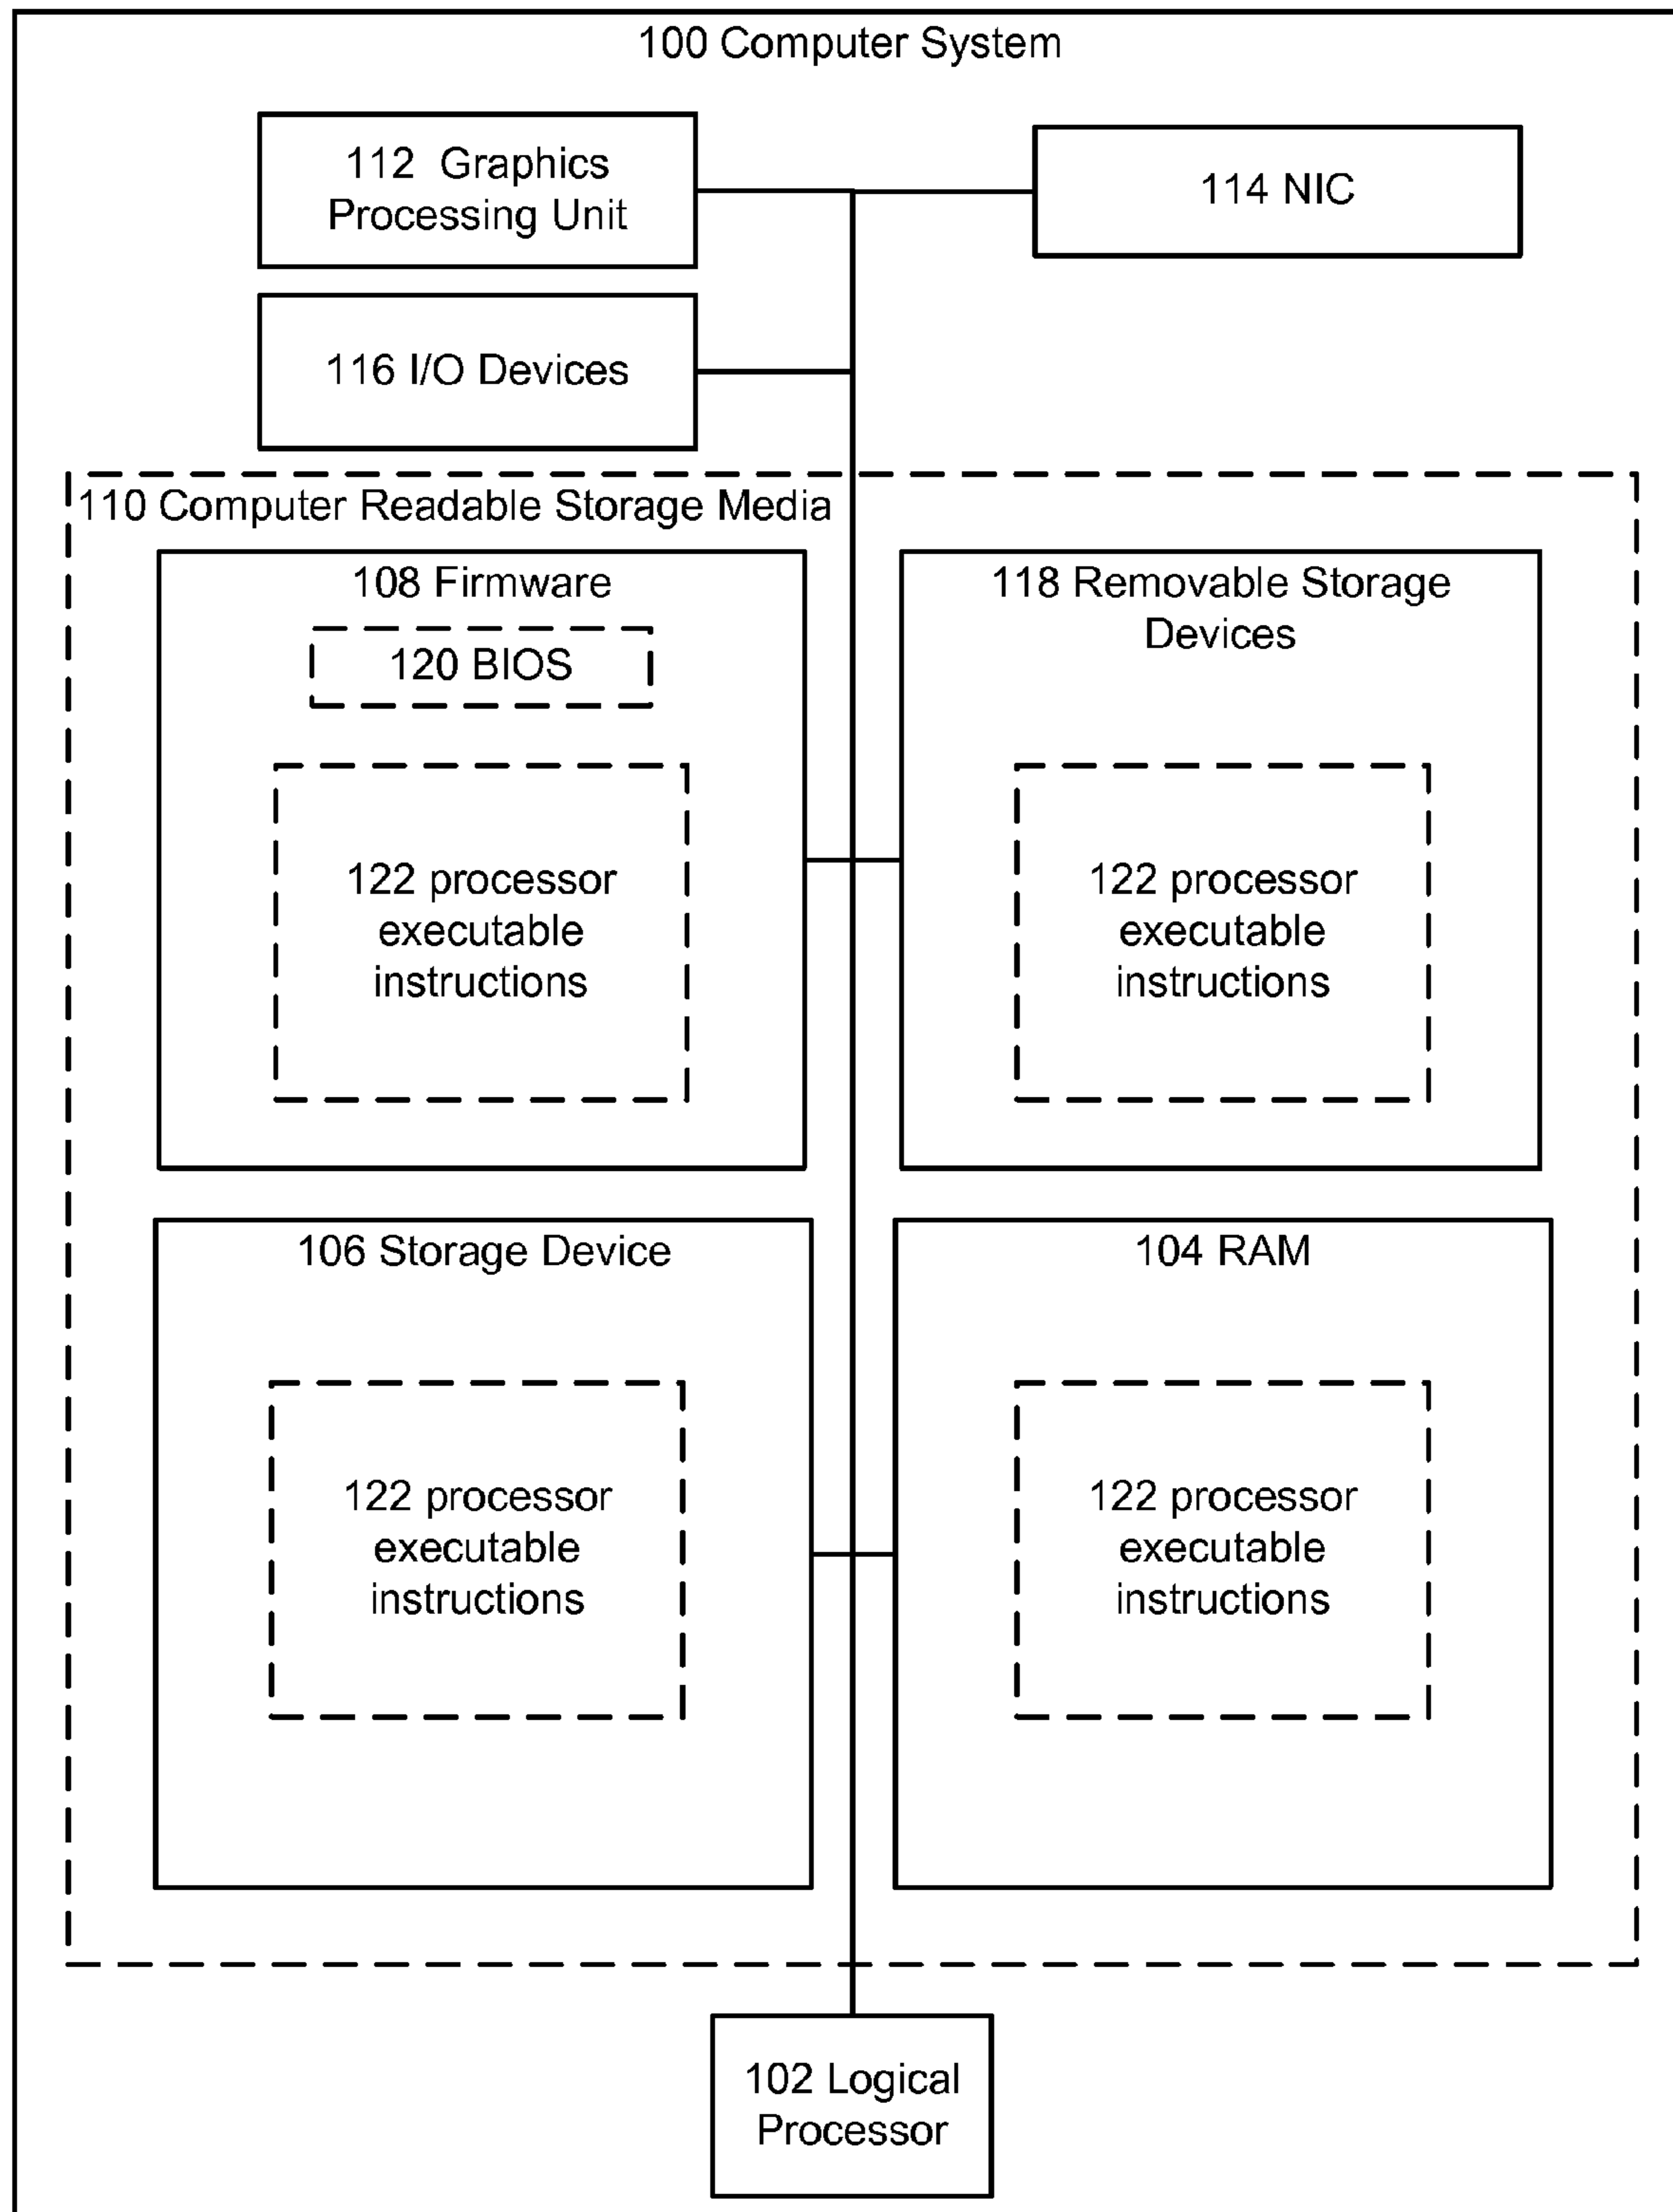 100 Computer System
112 Graphics
Processing Unit
114 NIC
116 I/O Devices
110 Computer Readable Storage Media
108 Firmware
120 BIOS
122 processor
executable
instructions
118 Removable Storage
Devices
122 processor
executable
instructions
106 Storage Device
122 processor
executable
instructions
104 RAM
122 processor
executable
instructions
102 Logical
Processor